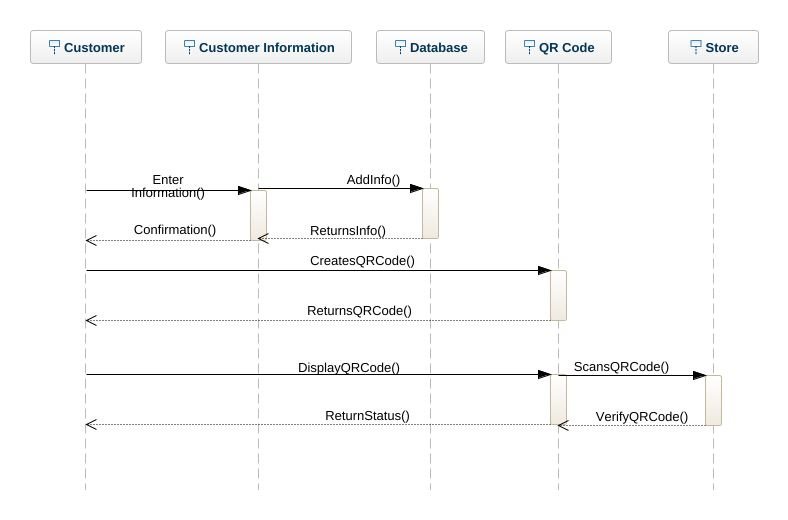 Customer
Customer Information
Database
QR Code
Store
Enter
Information()
AddInfo()
Confirmation()
ReturnsInfo()
CreatesQRCode()
ReturnsQRCode()
DisplayQRCode()
ScansQRCode()
ReturnStatus()
VerifyQRCode()